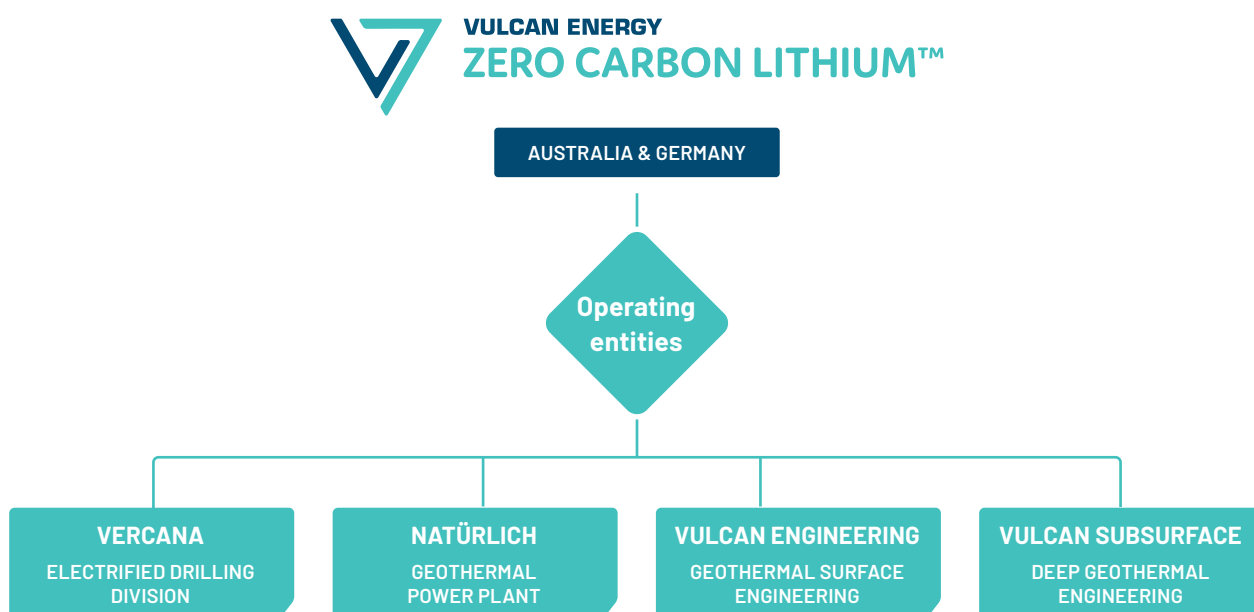 VULCAN ENERGY
ZERO CARBON LITHIUM™
AUSTRALIA & GERMANY
Operating
entities
VERCANA
ELECTRIFIED DRILLING
DIVISION
NATÜRLICH
GEOTHERMAL
POWER PLANT
VULCAN ENGINEERING
GEOTHERMAL SURFACE
ENGINEERING
VULCAN SUBSURFACE
DEEP GEOTHERMAL
ENGINEERING